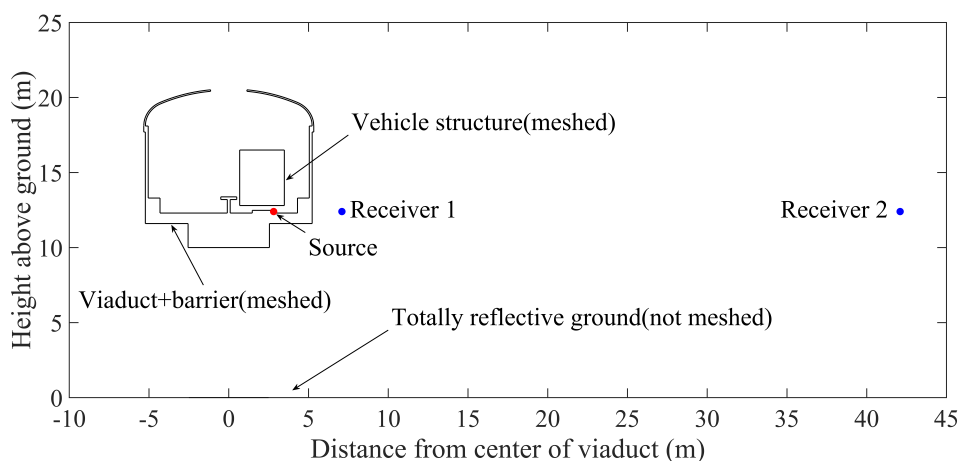 25
20
15
10
5
0
Height above ground (m)
Vehicle structure(meshed)
Receiver 1
Receiver 2
Source
Viaduct+barrier(meshed)
Totally reflective ground(not meshed)
-10 -5 0 5 10 15 20 25 30 35 40 45
Distance from center of viaduct (m)